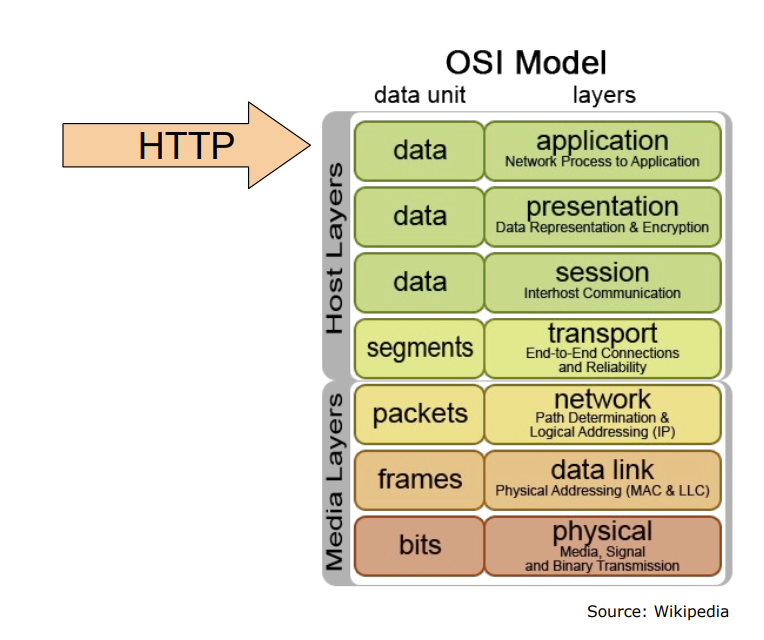 OSI Model
data unit layers
HTTP
Host Layers
data application
Network Process to Application
data presentation
Data Representation & Encryption
data session
Interhost Communication
segments transport
End-to-End Connections
and Reliability
Media Layers
packets network
Path Determination &
Logical Addressing (IP)
frames data link
Physical Addressing (MAC & LLC)
bits physical
Media, Signal
and Binary Transmission
Source: Wikipedia